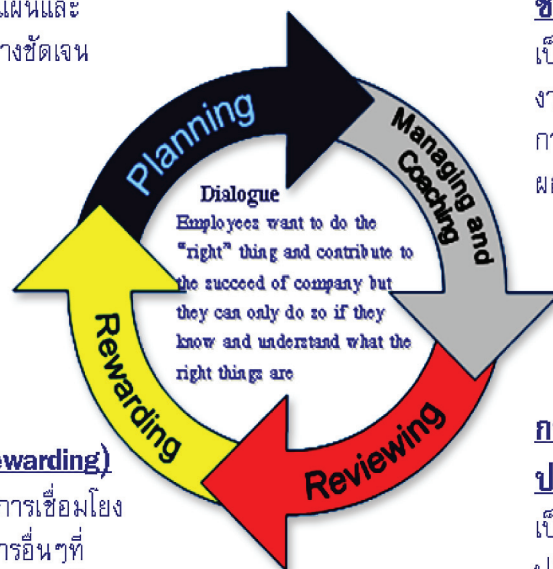 แผนและ
างชัดเจน
Planning
Managing and
Coaching
Dialogue
Employees want to do the
"right" thing and contribute to
the succeed of company but
they can only do so if they
know and understand what the
right things are
Rewarding
Reviewing
ewarding)
การเชื่อมโยง
ารอื่นๆที่